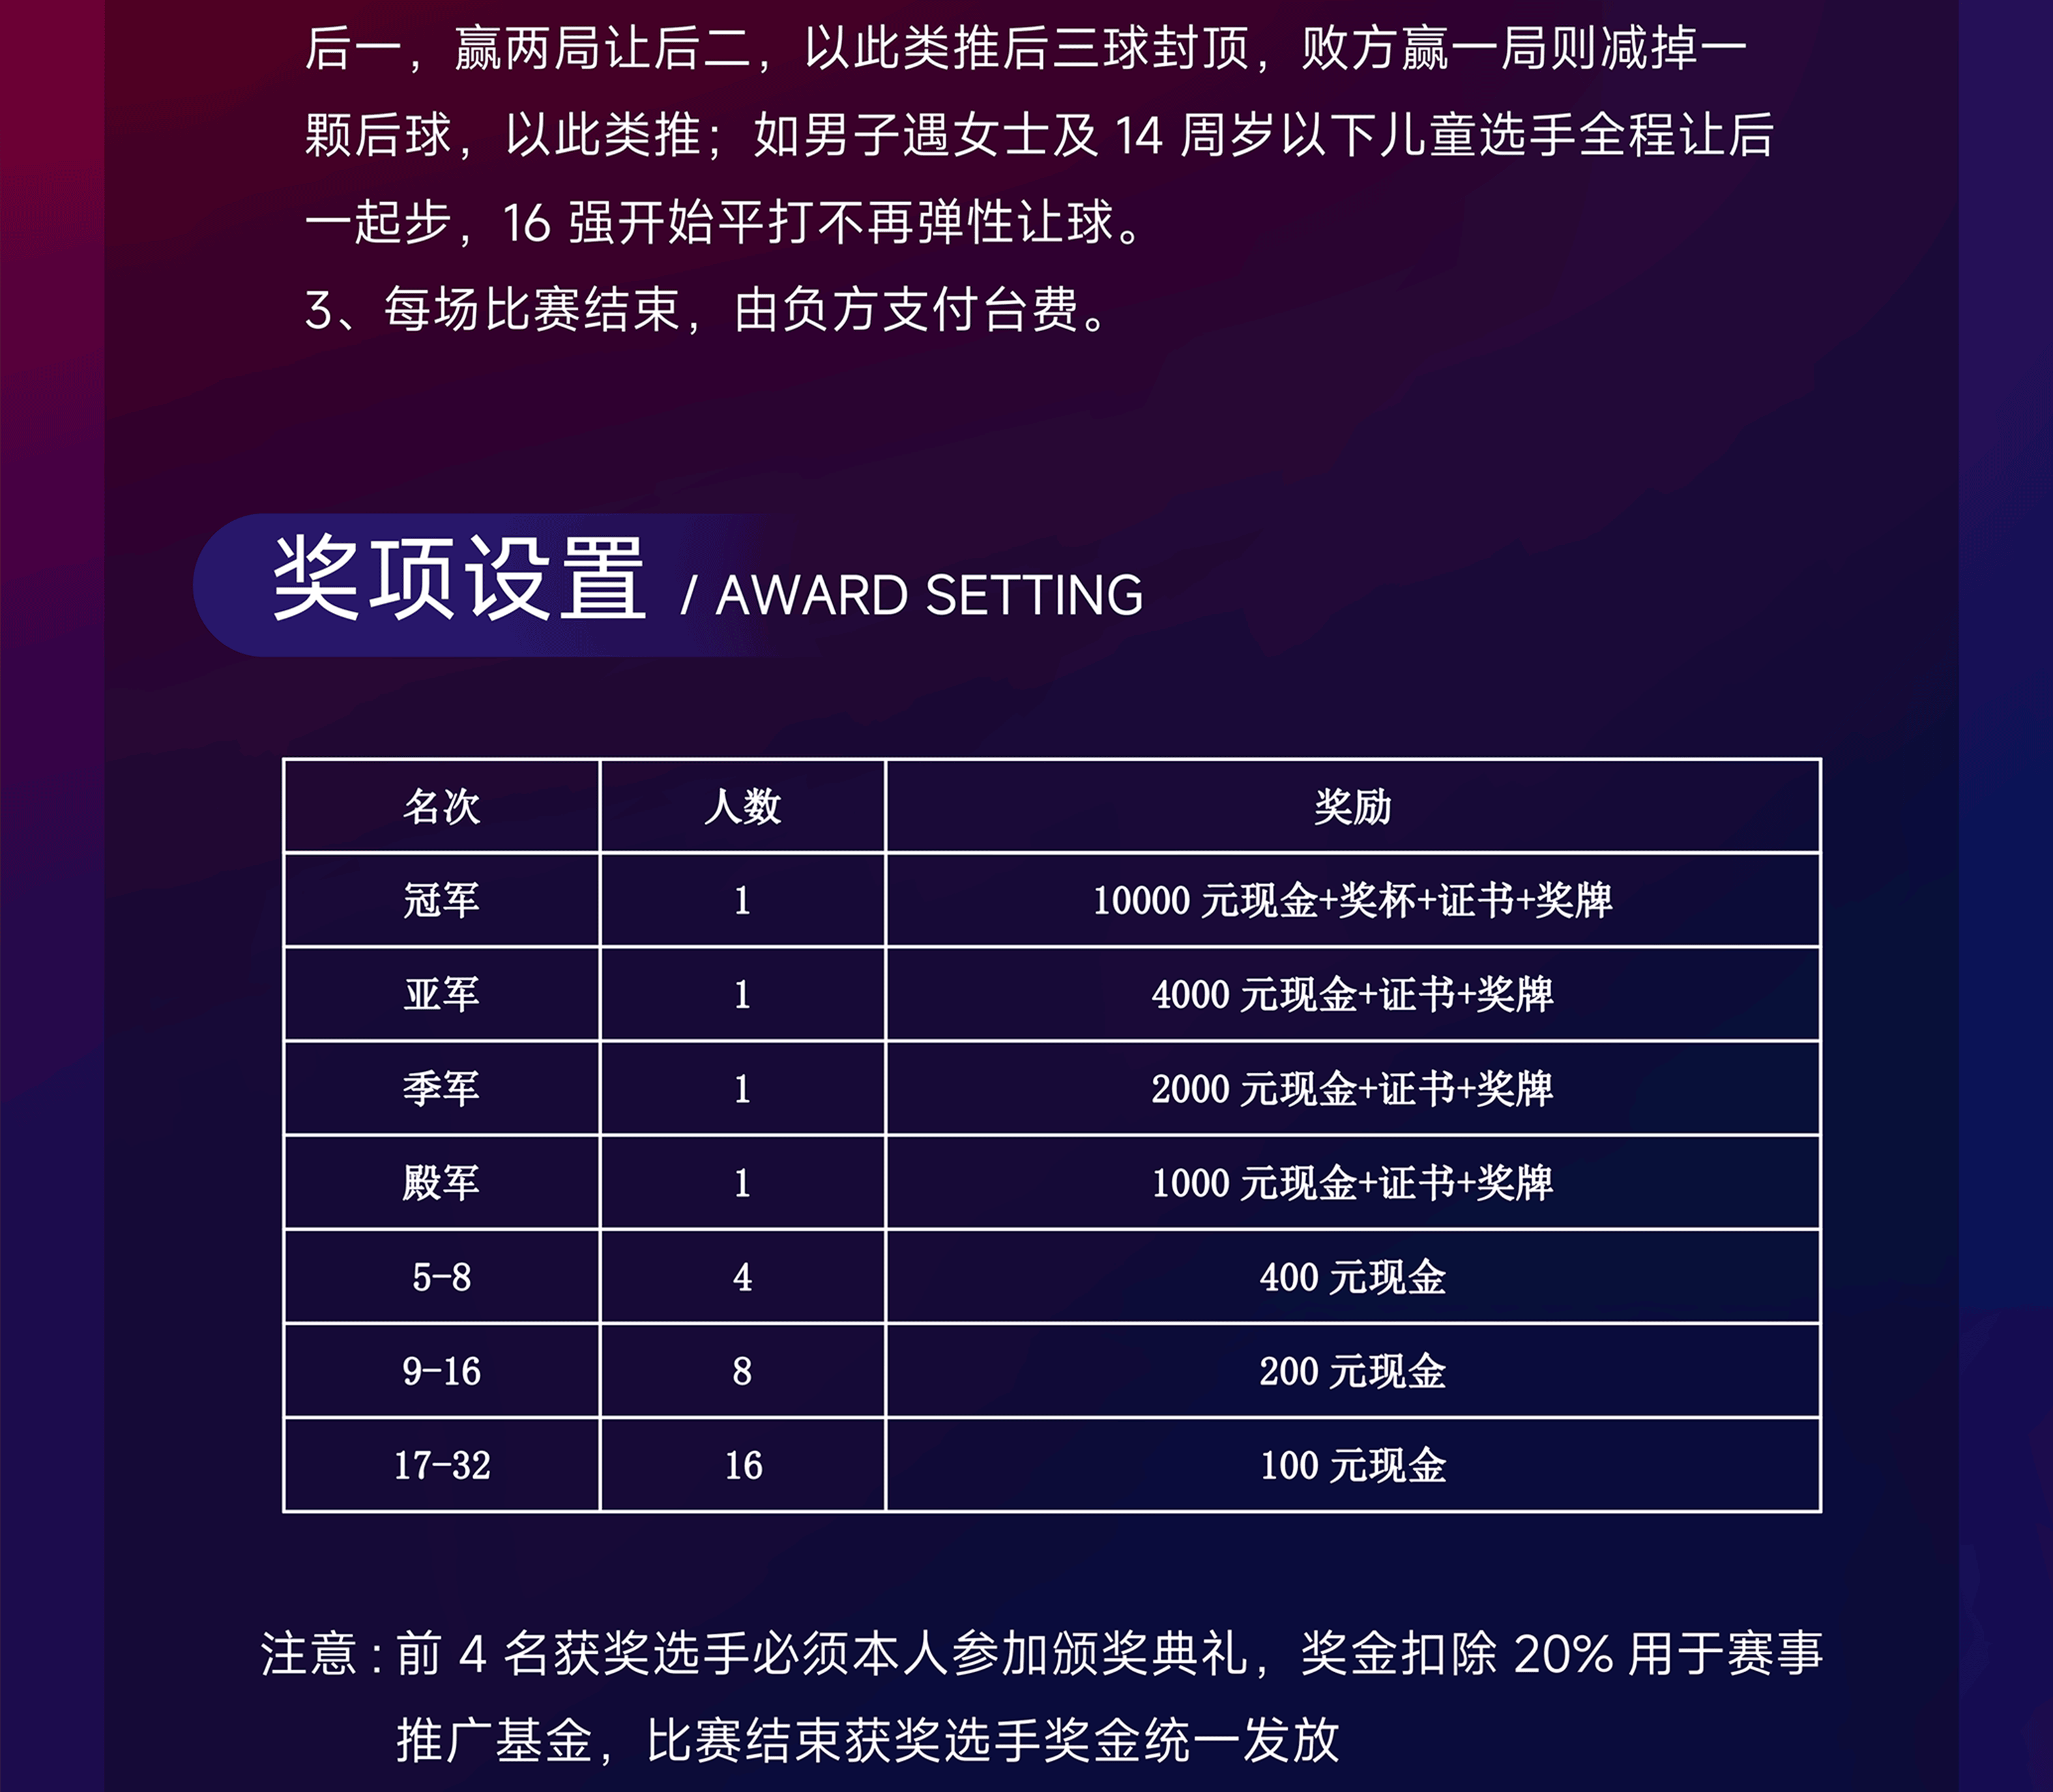 后一，赢两局让后二，以此类推后三球封顶，败方赢一局则减掉一
颗后球，以此类推；如男子遇女士及 14 周岁以下儿童选手全程让后
一起步，16 强开始平打不再弹性让球。
3、每场比赛结束，由负方支付台费。
奖项设置 / AWARD SETTING
名次 人数 奖励
冠军 1 10000 元现金+奖杯+证书+奖牌
亚军 1 4000 元现金+证书+奖牌
季军 1 2000 元现金+证书+奖牌
殿军 1 1000 元现金+证书+奖牌
5-8 4 400 元现金
9-16 8 200 元现金
17-32 16 100 元现金
注意：前 4 名获奖选手必须本人参加颁奖典礼，奖金扣除 20% 用于赛事
推广基金，比赛结束获奖选手奖金统一发放